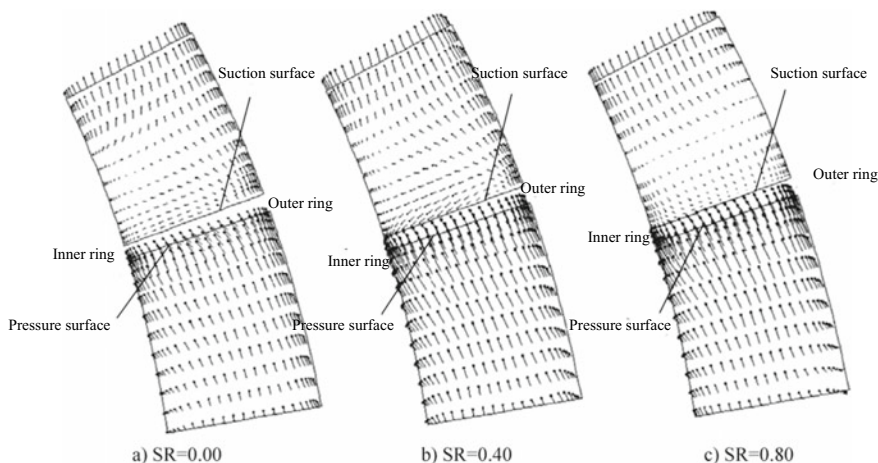 Suction surface
Outer ring
Inner ring
Pressure surface
a) SR=0.00
Suction surface
Outer ring
Inner ring
Pressure surface
b) SR=0.40
Suction surface
Outer ring
Inner ring
Pressure surface
c) SR=0.80